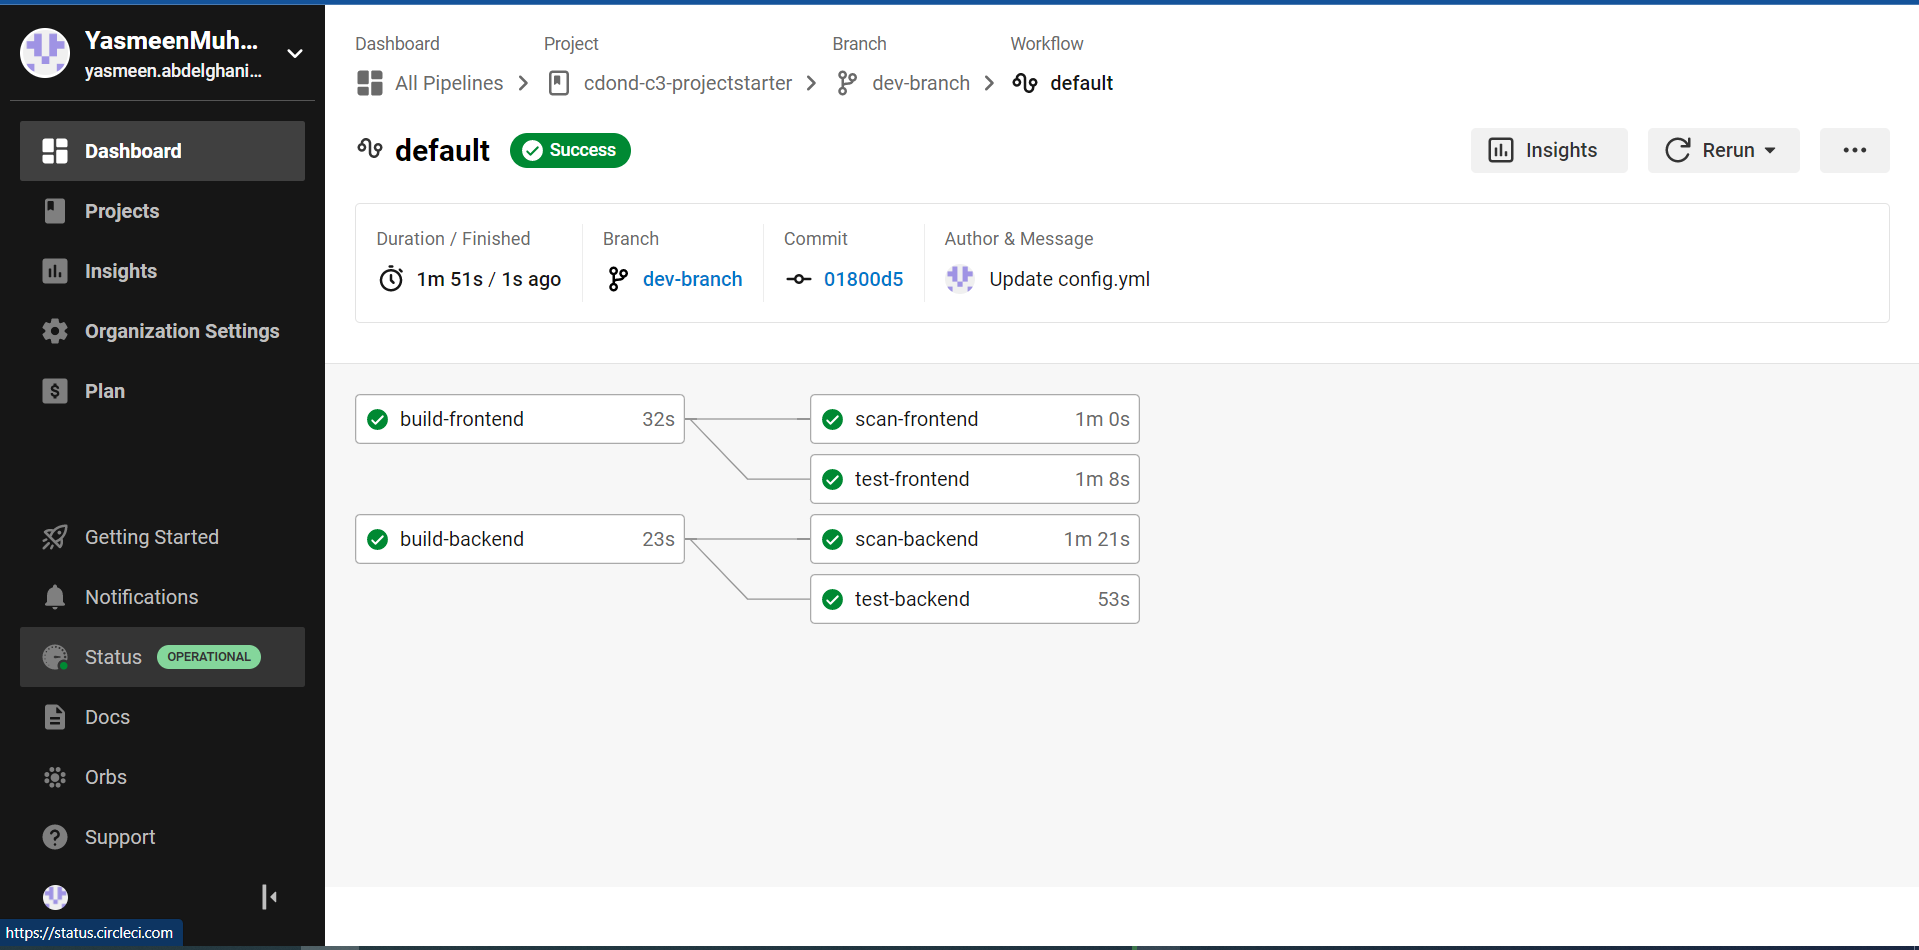 YasmeenMuh...
yasmeen.abdelghani...
Dashboard
Projects
Insights
Organization Settings
Plan
Getting Started
Notifications
Status OPERATIONAL
Docs
Orbs
Support
https://status.circleci.com
Dashboard Project Branch Workflow
All Pipelines cdond-c3-projectstarter dev-branch default
default Success
Insights Rerun
Duration / Finished Branch Commit Author & Message
1m 51s / 1s ago dev-branch 01800d5 Update config.yml
build-frontend 32s scan-frontend 1m 0s
test-frontend 1m 8s
build-backend 23s scan-backend 1m 21s
test-backend 53s